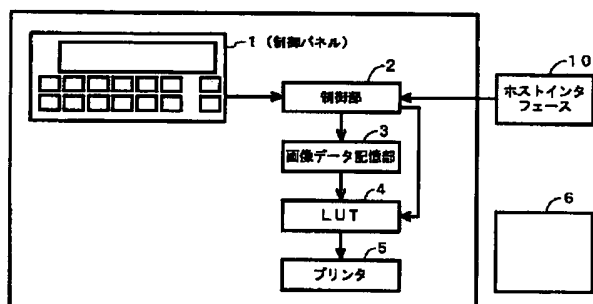 1 (制御パネル)
2
制御部
10
ホストインタ
フェース
3
画像データ記憶部
4
LUT
5
プリンタ
6